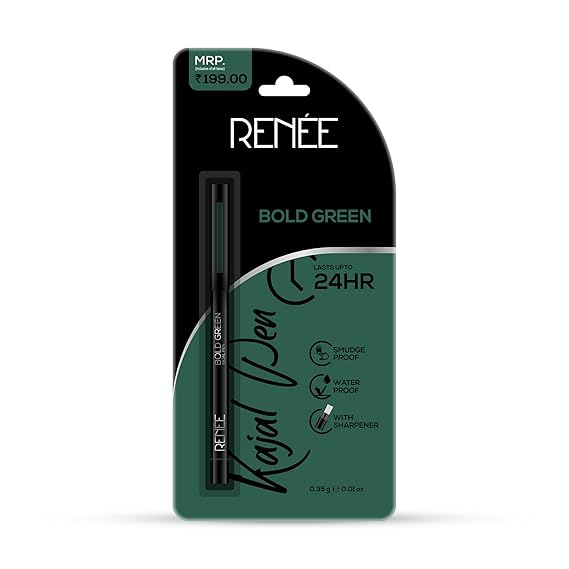 MRP.
(Inclusive of all taxes)
₹199.00
RENÉE
BOLD GREEN
LASTS UPTO
24HR
Kajal Pen
SMUDGE
PROOF
WATER
PROOF
WITH
SHARPENER
0.35 g ℮ 0.01 oz
BOLD GREEN
RENÉE